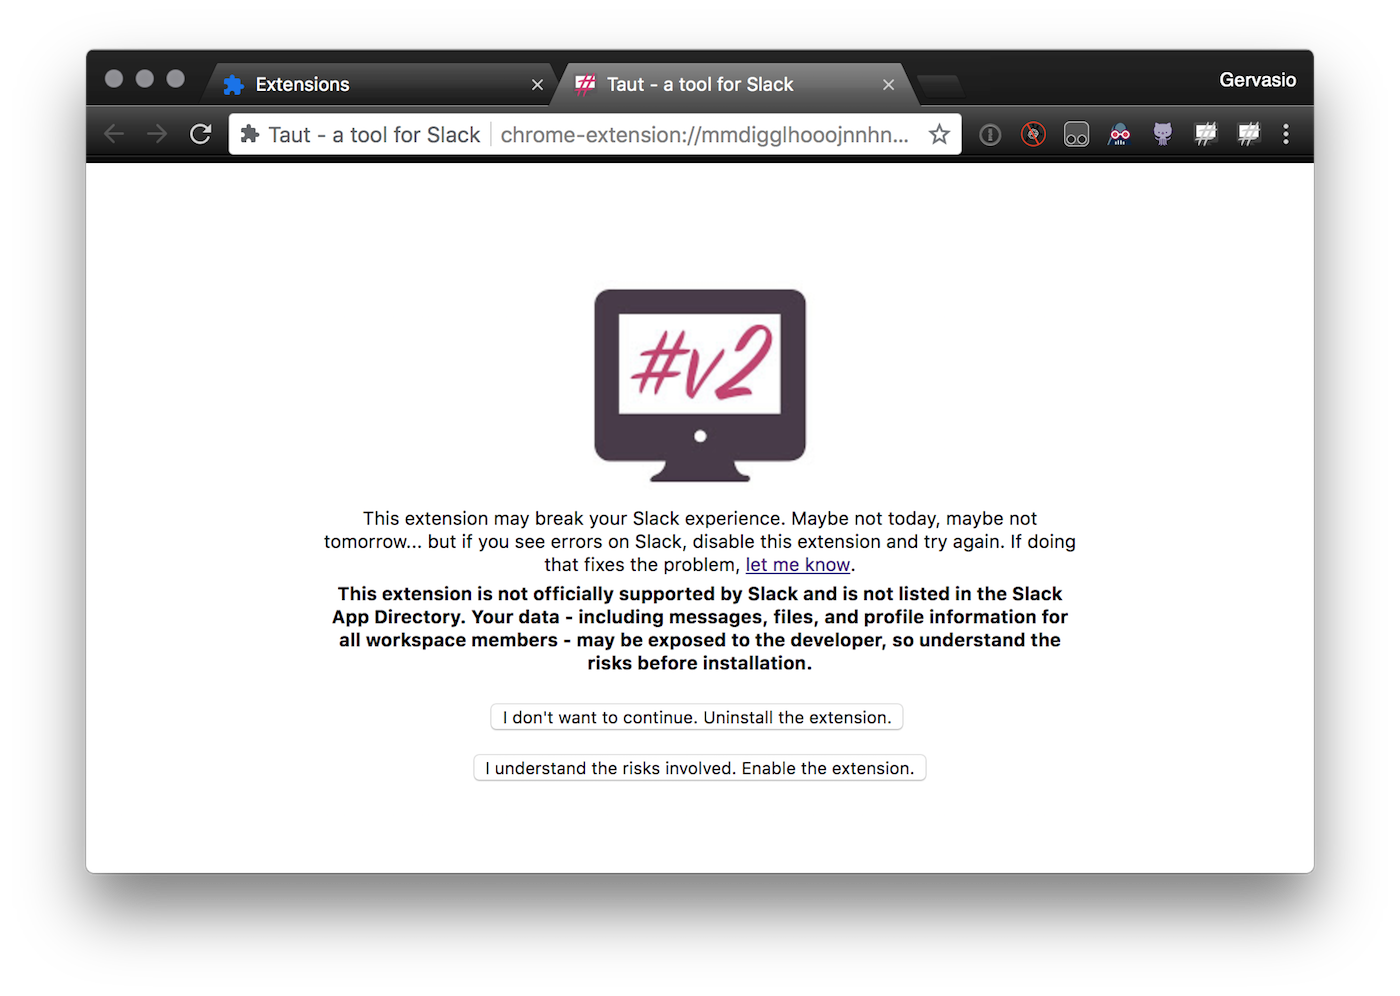 Extensions
Taut - a tool for Slack
Gervasio
Taut - a tool for Slack
chrome-extension://mmdigglhooojnnhn...
#v2
This extension may break your Slack experience. Maybe not today, maybe not
tomorrow... but if you see errors on Slack, disable this extension and try again. If doing
that fixes the problem, let me know.
This extension is not officially supported by Slack and is not listed in the Slack
App Directory. Your data - including messages, files, and profile information for
all workspace members - may be exposed to the developer, so understand the
risks before installation.
I don't want to continue. Uninstall the extension.
I understand the risks involved. Enable the extension.